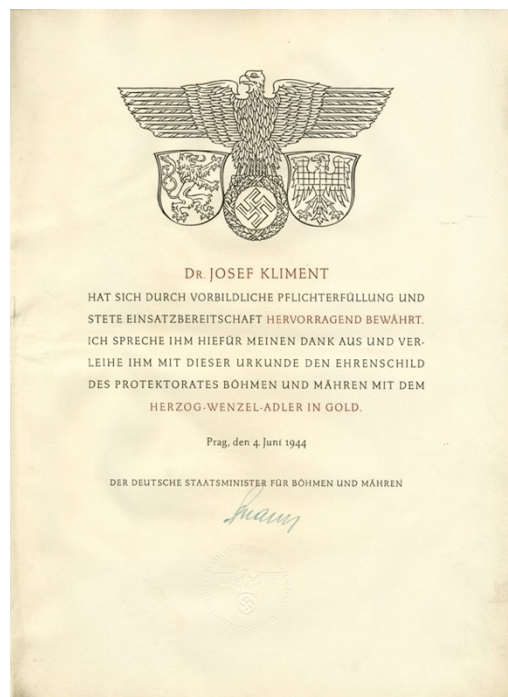 DR. JOSEF KLIMENT
HAT SICH DURCH VORBILDLICHE PFLICHTERFÜLLUNG UND
STETE EINSATZBEREITSCHAFT HERVORRAGEND BEWÄHRT.
ICH SPRECHE IHM HIEFÜR MEINEN DANK AUS UND VER-
LEIHE IHM MIT DIESER URKUNDE DEN EHRENSCHILD
DES PROTEKTORATES BÖHMEN UND MÄHREN MIT DEM
HERZOG-WENZEL-ADLER IN GOLD.
Prag, den 4. Juni 1944
DER DEUTSCHE STAATSMINISTER FÜR BÖHMEN UND MÄHREN